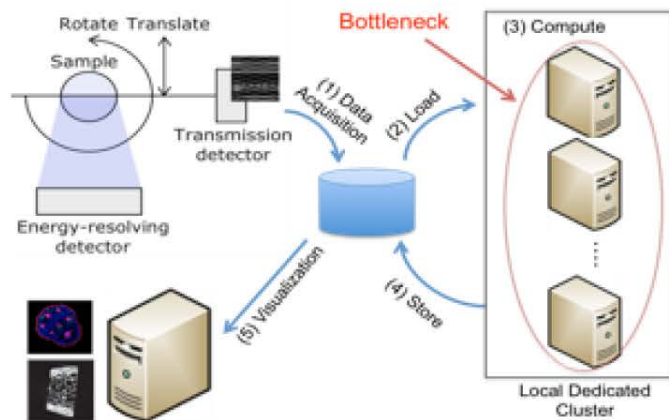 Rotate Translate
Sample
Transmission
detector
Energy-resolving
detector
(1) Data
Acquisition
(2) Load
Bottleneck
(3) Compute
(4) Store
(5) Visualization
Local Dedicated
Cluster